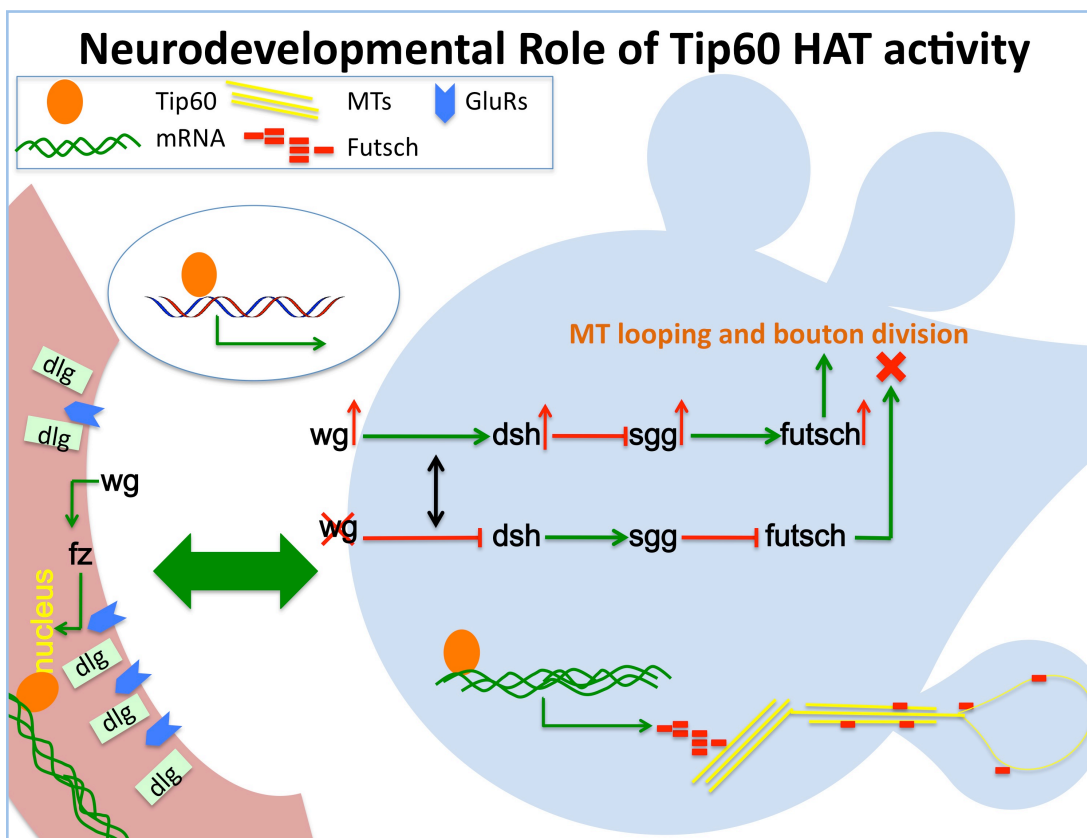 Neurodevelopmental Role of Tip60 HAT activity
Tip60 MTs GluRs
mRNA Futsch
MT looping and bouton division
dlg
dlg
wg dsh sgg futsch
wg
wg dsh sgg futsch
fz
nucleus
dlg
dlg
dlg